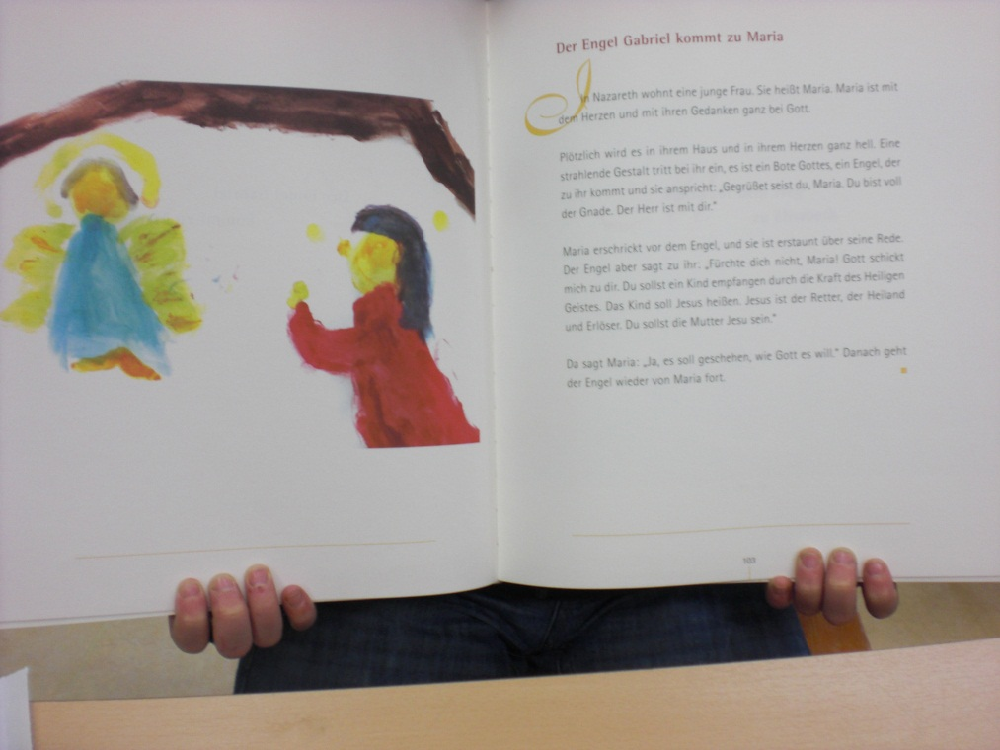 Der Engel Gabriel kommt zu Maria
In Nazareth wohnt eine junge Frau. Sie heißt Maria. Maria ist mit
dem Herzen und mit ihren Gedanken ganz bei Gott.
Plötzlich wird es in ihrem Haus und in ihrem Herzen ganz hell. Eine
strahlende Gestalt tritt bei ihr ein, es ist ein Bote Gottes, ein Engel, der
zu ihr kommt und sie anspricht: „Gegrüßet seist du, Maria. Du bist voll
der Gnade. Der Herr ist mit dir."
Maria erschrickt vor dem Engel, und sie ist erstaunt über seine Rede.
Der Engel aber sagt zu ihr: „Fürchte dich nicht, Maria! Gott schickt
mich zu dir. Du sollst ein Kind empfangen durch die Kraft des Heiligen
Geistes. Das Kind soll Jesus heißen. Jesus ist der Retter, der Heiland
und Erlöser. Du sollst die Mutter Jesu sein."
Da sagt Maria: „Ja, es soll geschehen, wie Gott es will." Danach geht
der Engel wieder von Maria fort.
103